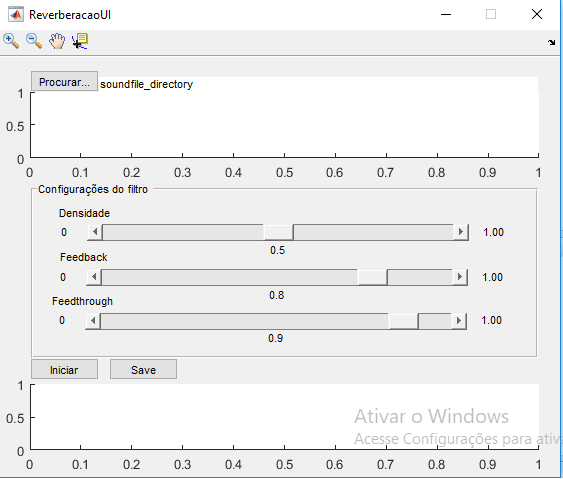 ReverberacaoUI
Procurar... soundfile_directory
1
0.5
0
0 0.1 0.2 0.3 0.4 0.5 0.6 0.7 0.8 0.9 1
Configurações do filtro
Densidade
0 1.00
0.5
Feedback
0 1.00
0.8
Feedthrough
0 1.00
0.9
Iniciar Save
1
0.5
0
0 0.1 0.2 0.3 0.4 0.5 0.6 0.7 0.8 0.9 1
Ativar o Windows
Acesse Configurações para ativ